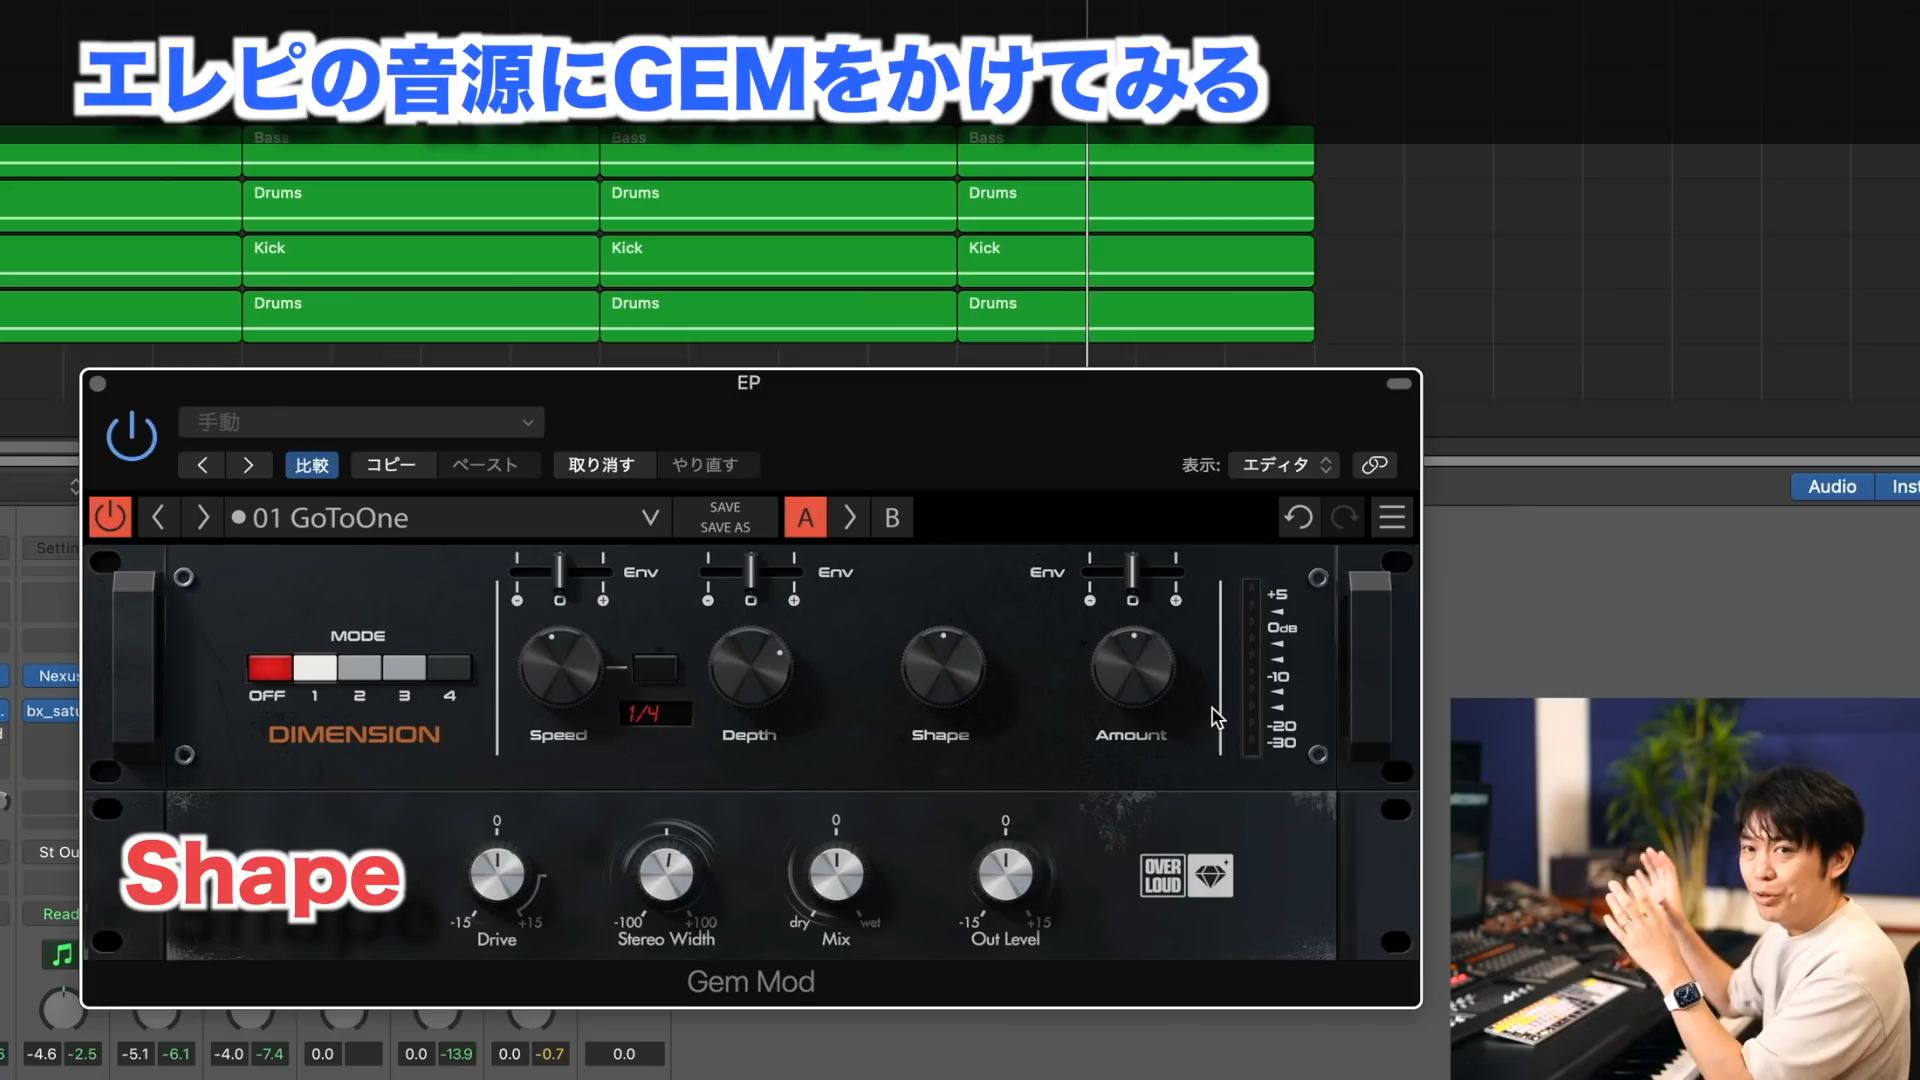 エレピの音源にGEMをかけてみる
Bass Bass Bass
Drums Drums Drums
Kick Kick Kick
Drums Drums Drums
EP
手動
比較 コピー ペースト 取り消す やり直す 表示: エディタ
Audio
01 GoToOne SAVE SAVE AS A B
Env Env Env
MODE
OFF 1 2 3 4
DIMENSION
1/4
Speed Depth Shape Amount
+5
0dB
-10
-20
-30
Nexus
Read
Shape
0 0 0
-15 +15 -100 +100 dry wet -15 +15
Drive Stereo Width Mix Out Level
OVER LOUD
Gem Mod
-4.6 -2.5 -5.1 -6.1 -4.0 -7.4 0.0 0.0 -13.9 0.0 -0.7 0.0